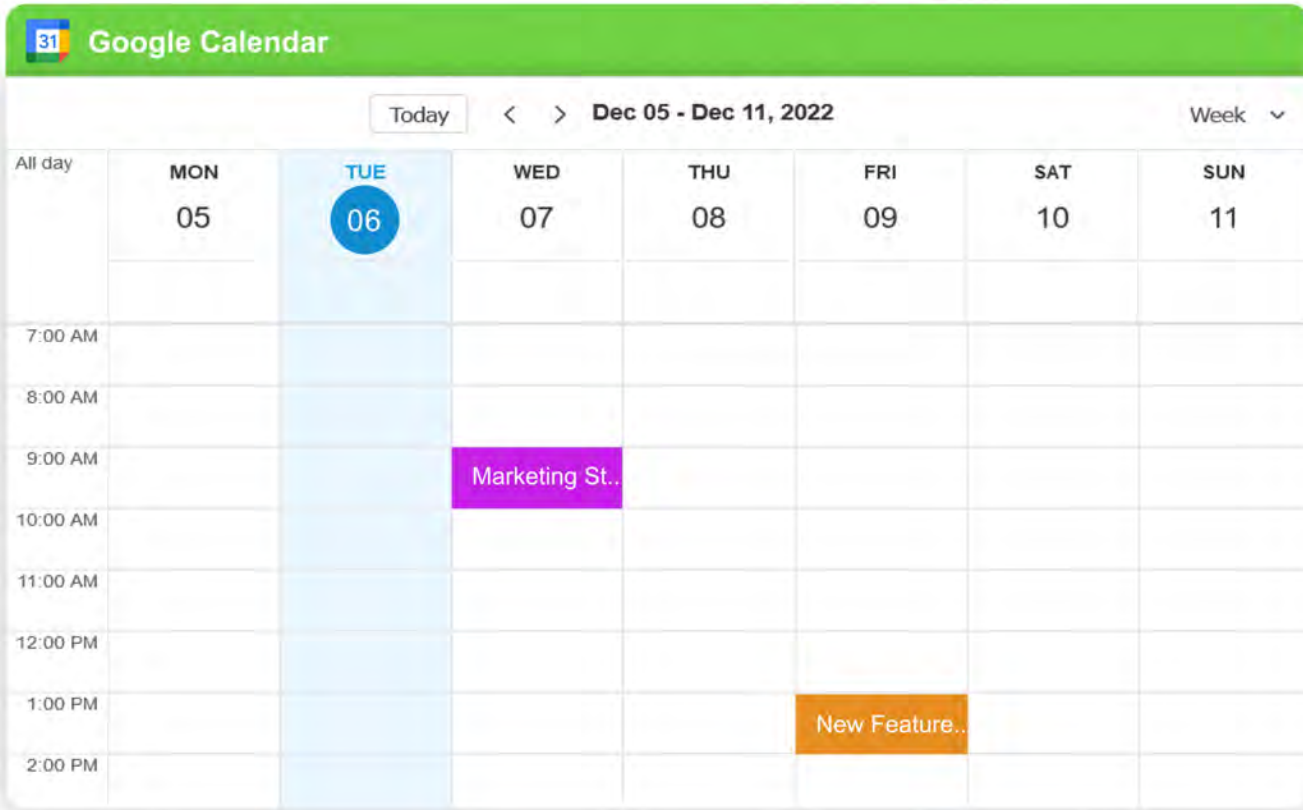 31 Google Calendar
Today < > Dec 05 - Dec 11, 2022 Week
All day MON TUE WED THU FRI SAT SUN
05 06 07 08 09 10 11
7:00 AM
8:00 AM
9:00 AM
Marketing St..
10:00 AM
11:00 AM
12:00 PM
1:00 PM
New Feature..
2:00 PM